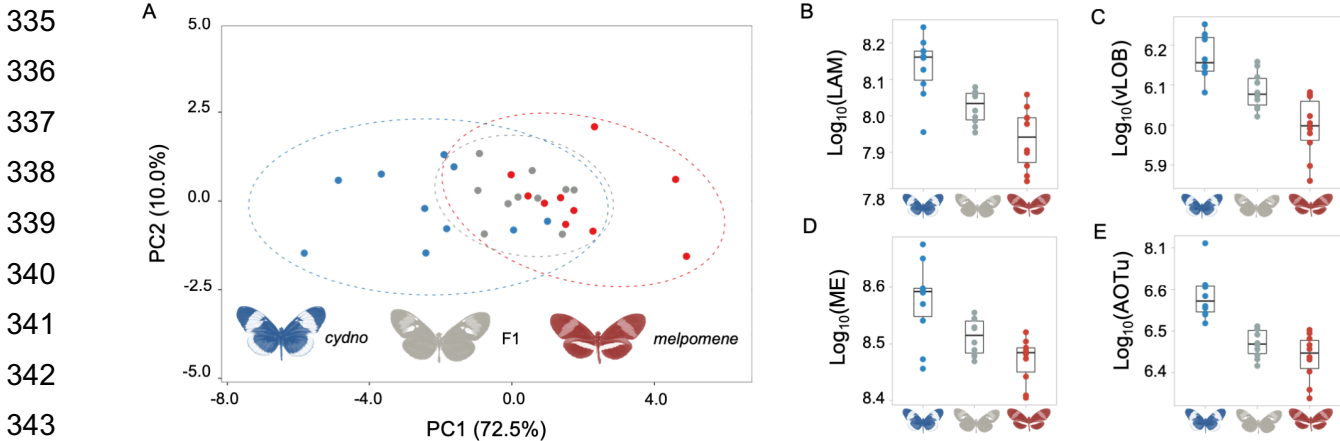 335
336
337
338
339
340
341
342
343
A
5.0
2.5
0.0
-2.5
-5.0
PC2 (10.0%)
-8.0 -4.0 0.0 4.0
PC1 (72.5%)
cydno F1 melpomene
B
8.2
8.1
8.0
7.9
7.8
Log10(LAM)
C
6.2
6.1
6.0
5.9
Log10(vLOB)
D
8.6
8.5
8.4
Log10(ME)
E
8.1
6.6
6.5
6.4
Log10(AOTu)